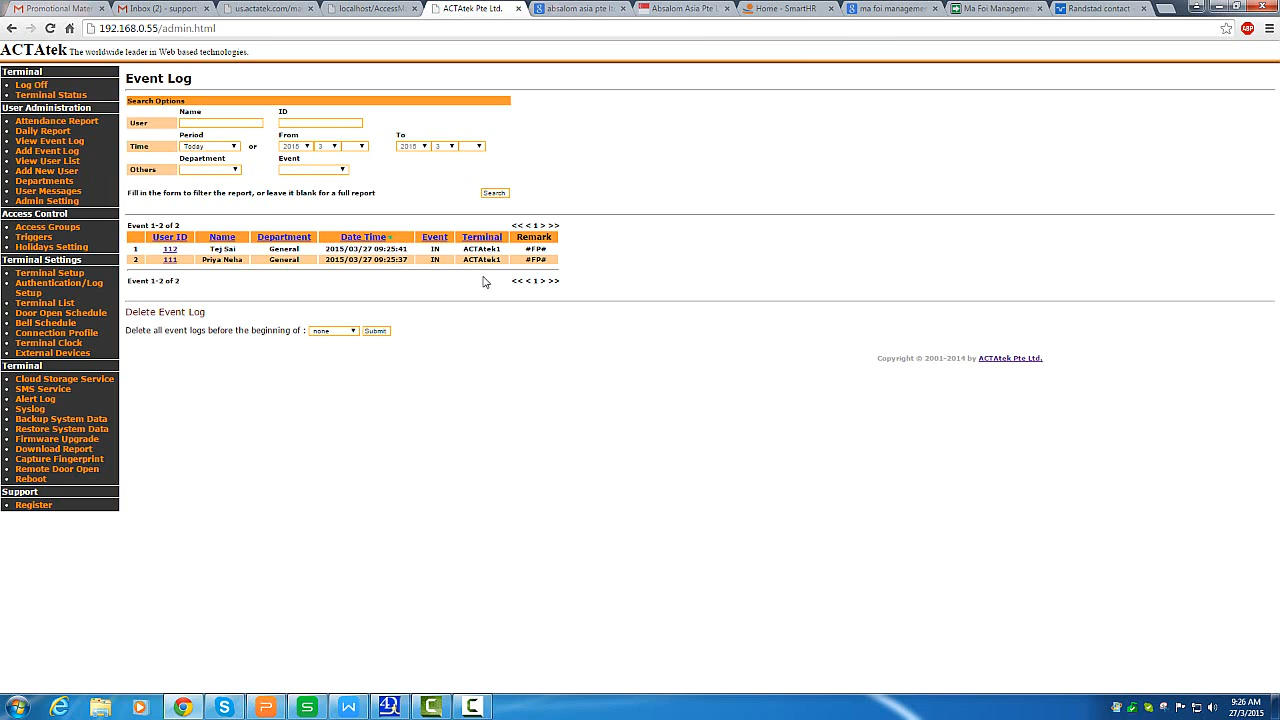 Promotional Mater
Inbox (2) - support
us.actatek.com/mai
localhost/AccessMa
ACTAtek Pte Ltd.
absalom asia pte lt
Absalom Asia Pte L
Home - SmartHR
ma foi management
Ma Foi Managemen
Randstad contact -
192.168.0.55/admin.html
ABP
ACTAtek The worldwide leader in Web based technologies.
Terminal
Log Off
Terminal Status
User Administration
Attendance Report
Daily Report
View Event Log
Add Event Log
View User List
Add New User
Departments
User Messages
Admin Setting
Access Control
Access Groups
Triggers
Holidays Setting
Terminal Settings
Terminal Setup
Authentication/Log
Setup
Terminal List
Door Open Schedule
Bell Schedule
Connection Profile
Terminal Clock
External Devices
Terminal
Cloud Storage Service
SMS Service
Alert Log
Syslog
Backup System Data
Restore System Data
Firmware Upgrade
Download Report
Capture Fingerprint
Remote Door Open
Reboot
Support
Register
Event Log
Search Options
Name ID
User
Period From To
Time Today or 2015 3 2015 3
Department Event
Others
Fill in the form to filter the report, or leave it blank for a full report Search
Event 1-2 of 2 << < 1 > >>
User ID Name Department Date Time Event Terminal Remark
1 112 Tej Sai General 2015/03/27 09:25:41 IN ACTAtek1 #FP#
2 111 Priya Neha General 2015/03/27 09:25:37 IN ACTAtek1 #FP#
Event 1-2 of 2 << < 1 > >>
Delete Event Log
Delete all event logs before the beginning of : none Submit
Copyright © 2001-2014 by ACTAtek Pte Ltd.
9:26 AM
27/3/2015